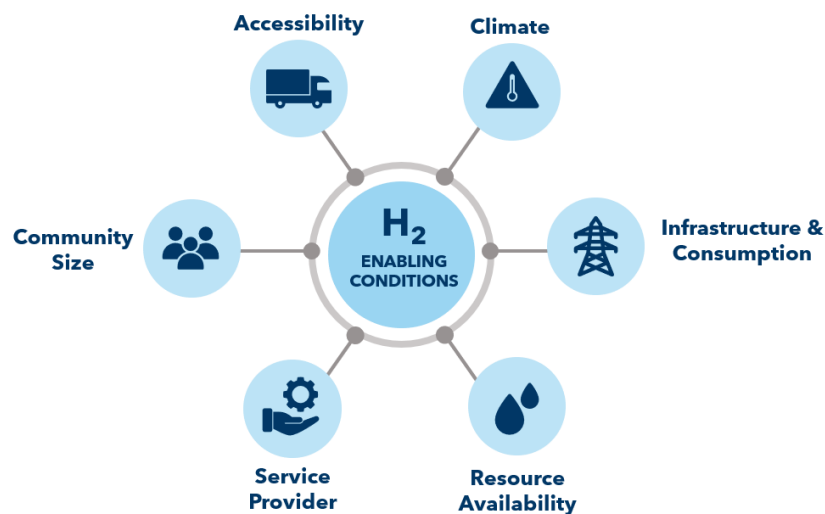 Accessibility
Climate
Community
Size
H₂
ENABLING
CONDITIONS
Infrastructure &
Consumption
Service
Provider
Resource
Availability